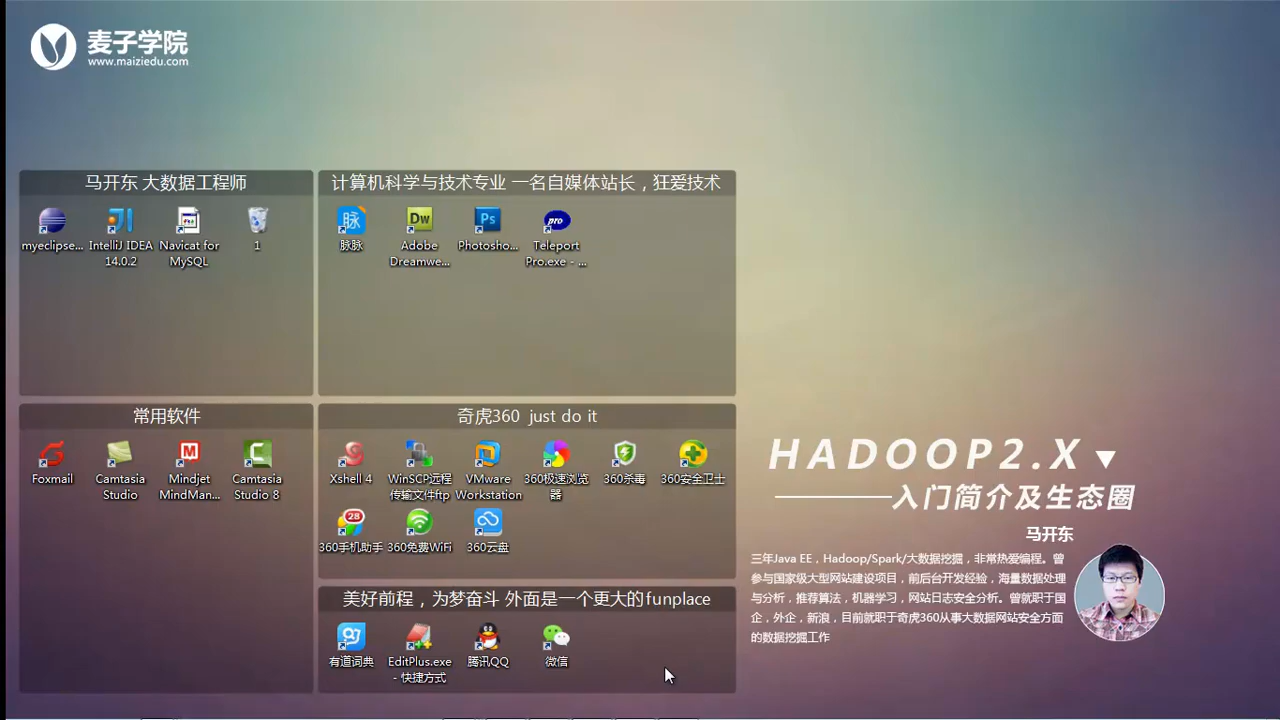 麦子学院
www.maiziedu.com
马开东 大数据工程师
myeclipse...
IntelliJ IDEA
14.0.2
Navicat for
MySQL
1
计算机科学与技术专业 一名自媒体站长，狂爱技术
脉
脉脉
Dw
Adobe
Dreamwe...
Ps
Photosho...
pro
Teleport
Pro.exe - ...
常用软件
Foxmail
Camtasia
Studio
M
Mindjet
MindMan...
Camtasia
Studio 8
奇虎360 just do it
Xshell 4
WinSCP远程
传输文件ftp
VMware
Workstation
360极速浏览
器
360杀毒
360安全卫士
28
360手机助手
360免费WiFi
360云盘
美好前程，为梦奋斗 外面是一个更大的funplace
有道词典
EditPlus.exe
- 快捷方式
腾讯QQ
微信
HADOOP2.X
入门简介及生态圈
马开东
三年Java EE，Hadoop/Spark/大数据挖掘，非常热爱编程。曾
参与国家级大型网站建设项目，前后台开发经验，海量数据处理
与分析，推荐算法，机器学习，网站日志安全分析。曾就职于国
企，外企，新浪，目前就职于奇虎360从事大数据网站安全方面
的数据挖掘工作